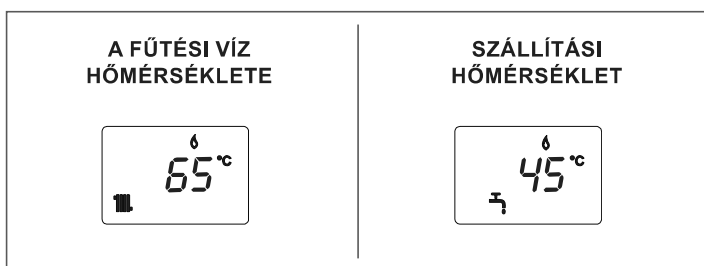 A FŰTÉSI VÍZ
HŐMÉRSÉKLETE
65°C
SZÁLLÍTÁSI
HŐMÉRSÉKLET
45°C